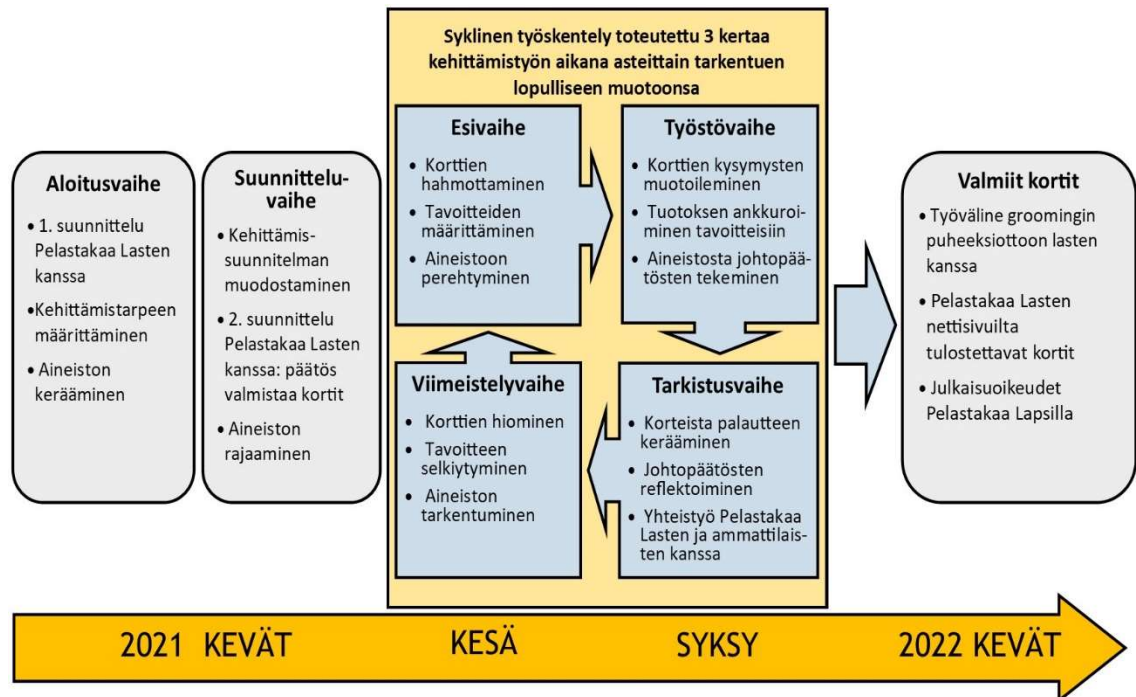 Syklinen työskentely toteutettu 3 kertaa
kehittämistyön aikana asteittain tarkentuen
lopulliseen muotoonsa
Aloitusvaihe
• 1. suunnittelu
Pelastakaa Lasten
kanssa
•Kehittämistarpeen
määrittäminen
• Aineiston
kerääminen
Suunnittelu-
vaihe
• Kehittämis-
suunnitelman
muodostaminen
• 2. suunnittelu
Pelastakaa Lasten
kanssa: päätös
valmistaa kortit
• Aineiston
rajaaminen
Esivaihe
• Korttien
hahmottaminen
• Tavoitteiden
määrittäminen
• Aineistoon
perehtyminen
Työstövaihe
• Korttien kysymysten
muotoileminen
• Tuotoksen ankkuroi-
minen tavoitteisiin
• Aineistosta johtopää-
tösten tekeminen
Tarkistusvaihe
• Korteista palautteen
kerääminen
• Johtopäätösten
reflektoiminen
• Yhteistyö Pelastakaa
Lasten ja ammattilais-
ten kanssa
Viimeistelyvaihe
• Korttien hiominen
• Tavoitteen
selkiytyminen
• Aineiston
tarkentuminen
Valmiit kortit
• Työväline groomingin
puheeksiottoon lasten
kanssa
• Pelastakaa Lasten
nettisivuilta
tulostettavat kortit
• Julkaisuoikeudet
Pelastakaa Lapsilla
2021 KEVÄT KESÄ SYKSY 2022 KEVÄT